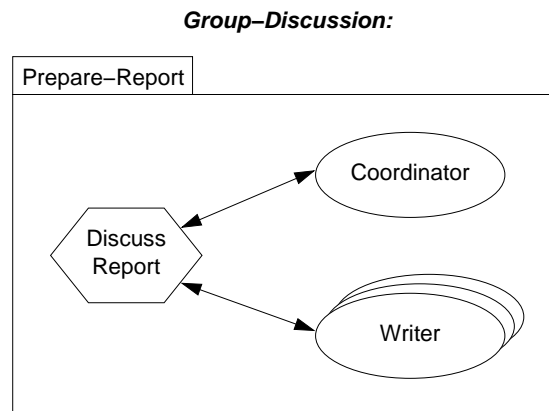 Group–Discussion:
Prepare–Report
Coordinator
Discuss
Report
Writer